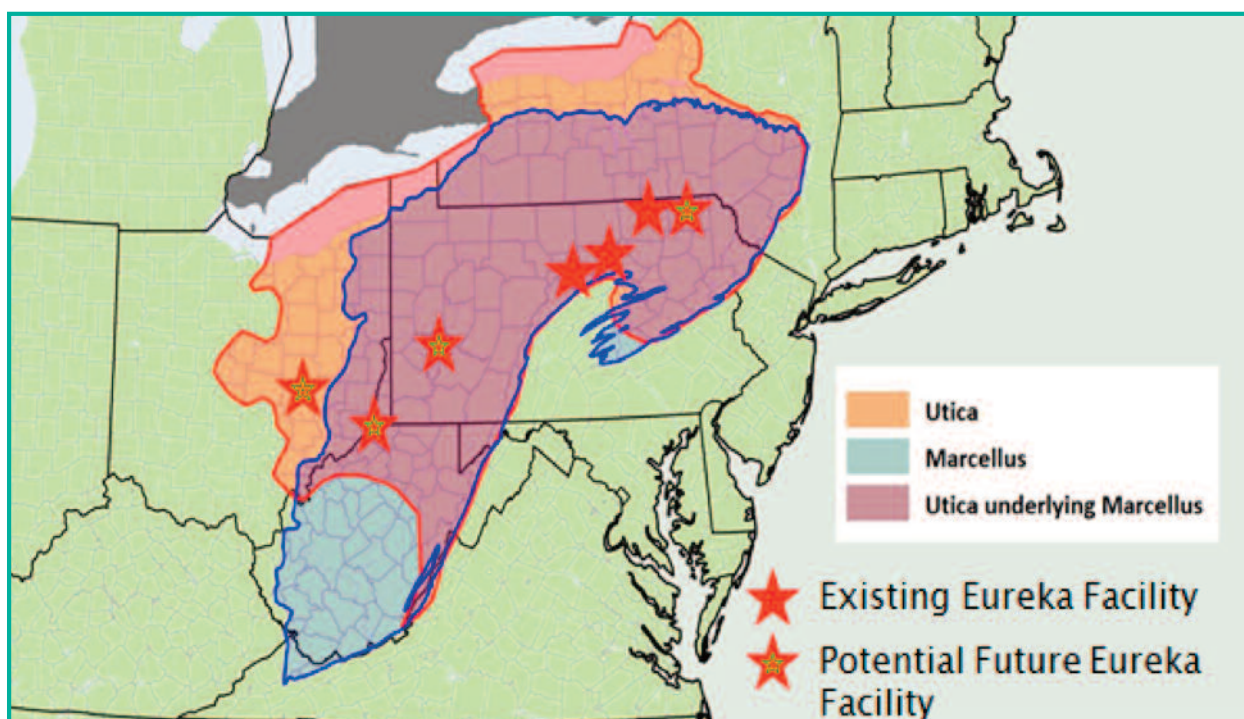 Utica
Marcellus
Utica underlying Marcellus
Existing Eureka Facility
Potential Future Eureka
Facility